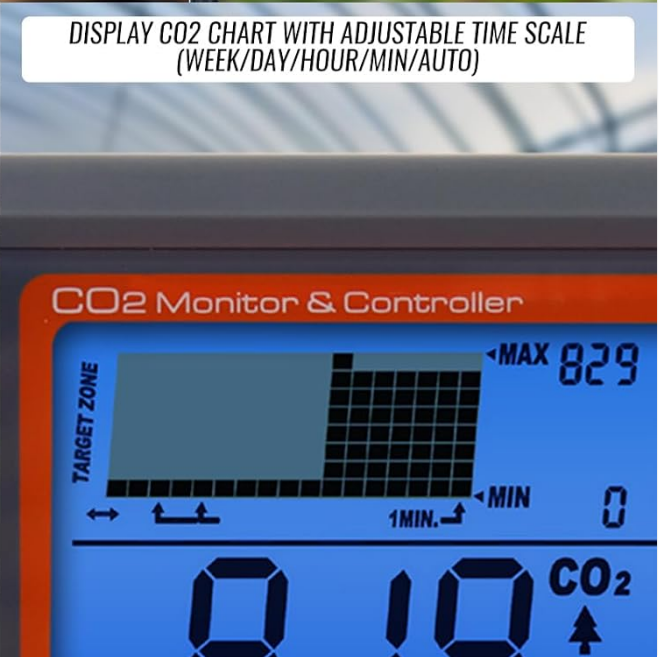 DISPLAY CO2 CHART WITH ADJUSTABLE TIME SCALE
(WEEK/DAY/HOUR/MIN/AUTO)
CO2 Monitor & Controller
MAX 829
TARGET ZONE
MIN 0
1MIN.
CO2